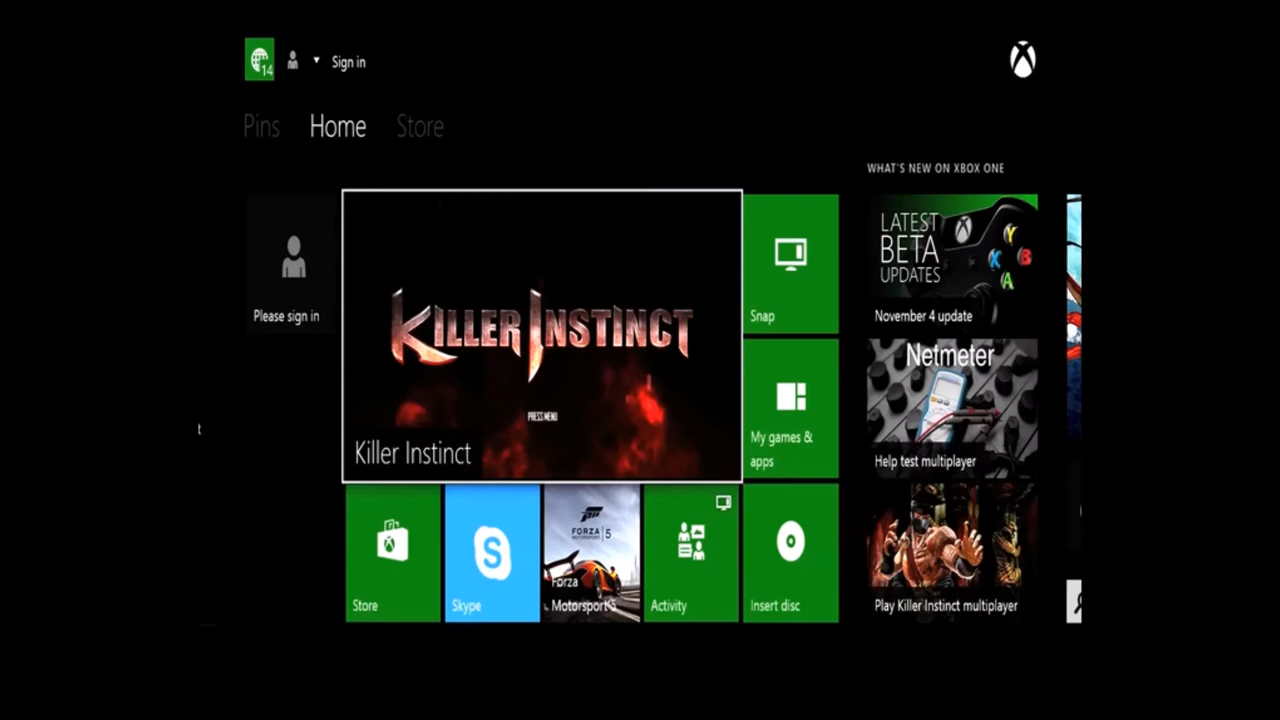 14
Sign in
Pins Home Store
WHAT'S NEW ON XBOX ONE
Please sign in
KILLER INSTINCT
PRESS MENU
Killer Instinct
Snap
My games &
apps
LATEST
BETA
UPDATES
Y
X B
A
November 4 update
Netmeter
Help test multiplayer
t
Store
S
Skype
FORZA
MOTORSPORT 5
Forza
Motorsport 5
Activity
Insert disc
Play Killer Instinct multiplayer